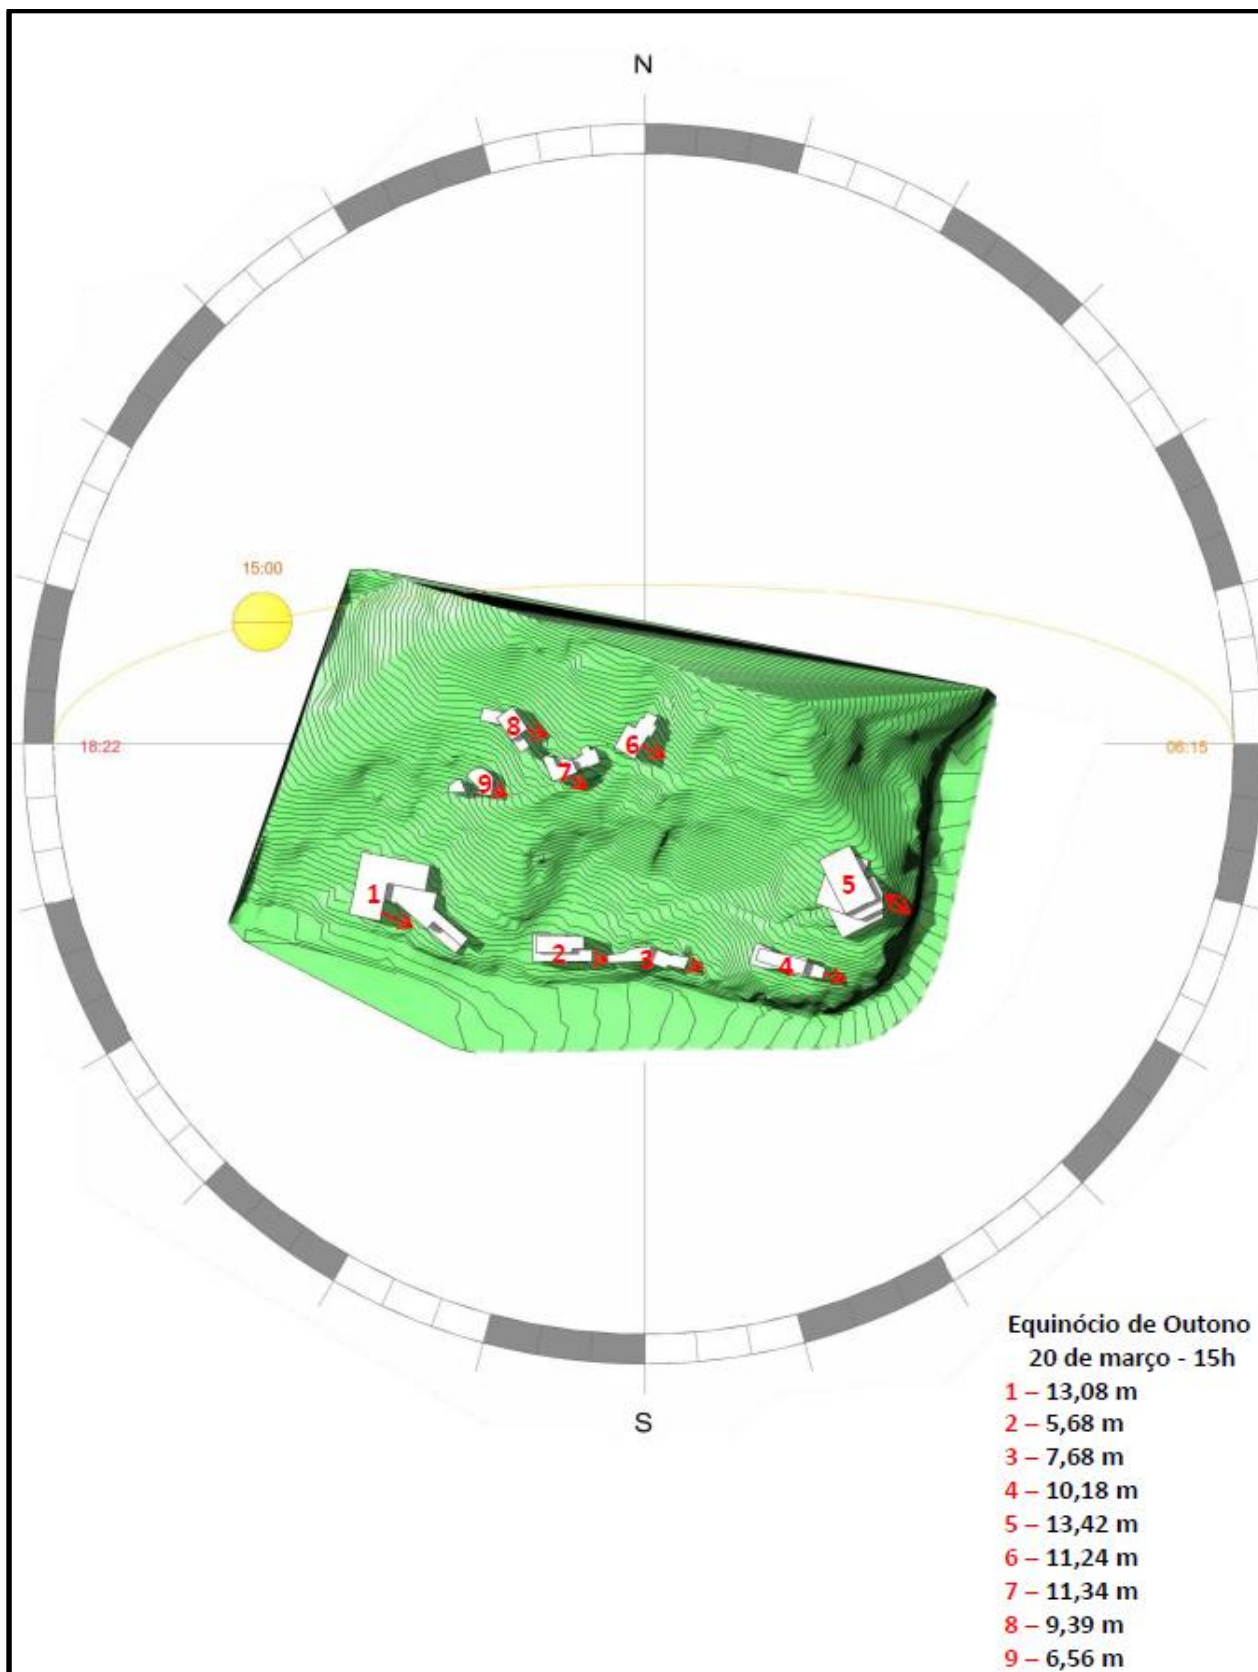 N
15:00
18:22
06:15
8
6
7
9
1
5
2
3
4
S
Equinócio de Outono
20 de março - 15h
1 – 13,08 m
2 – 5,68 m
3 – 7,68 m
4 – 10,18 m
5 – 13,42 m
6 – 11,24 m
7 – 11,34 m
8 – 9,39 m
9 – 6,56 m